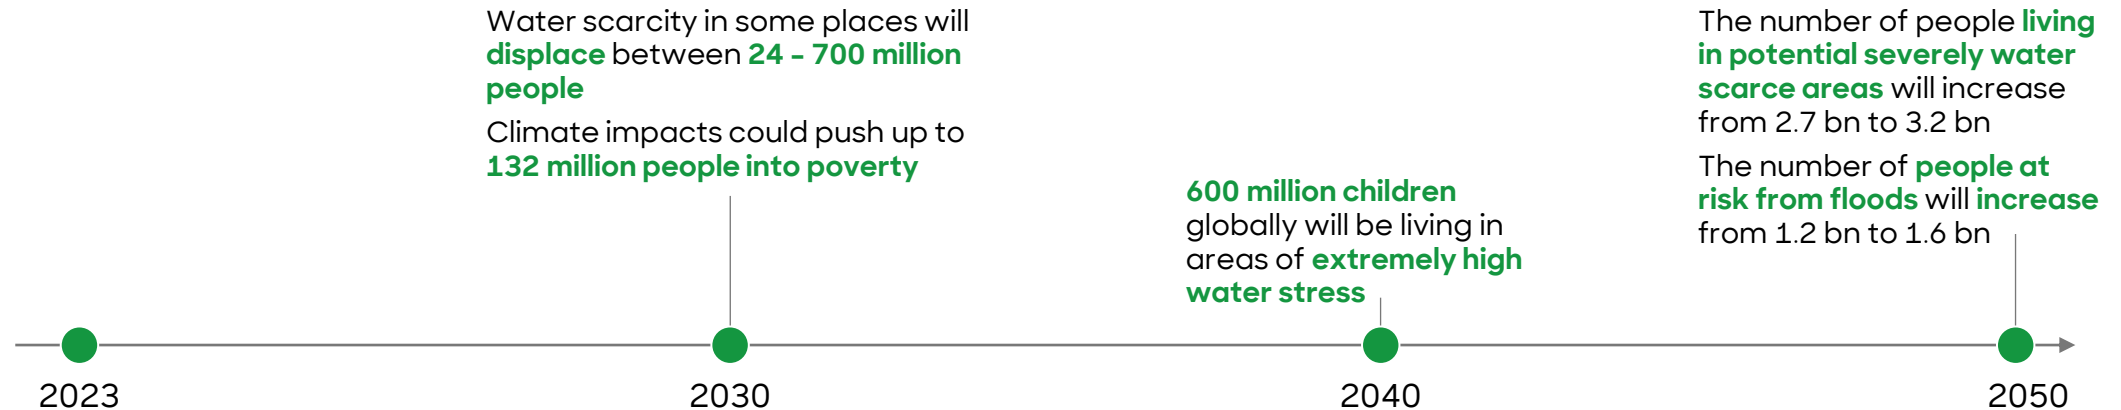 Water scarcity in some places will
displace between 24 – 700 million
people
Climate impacts could push up to
132 million people into poverty
600 million children
globally will be living in
areas of extremely high
water stress
The number of people living
in potential severely water
scarce areas will increase
from 2.7 bn to 3.2 bn
The number of people at
risk from floods will increase
from 1.2 bn to 1.6 bn
2023
2030
2040
2050